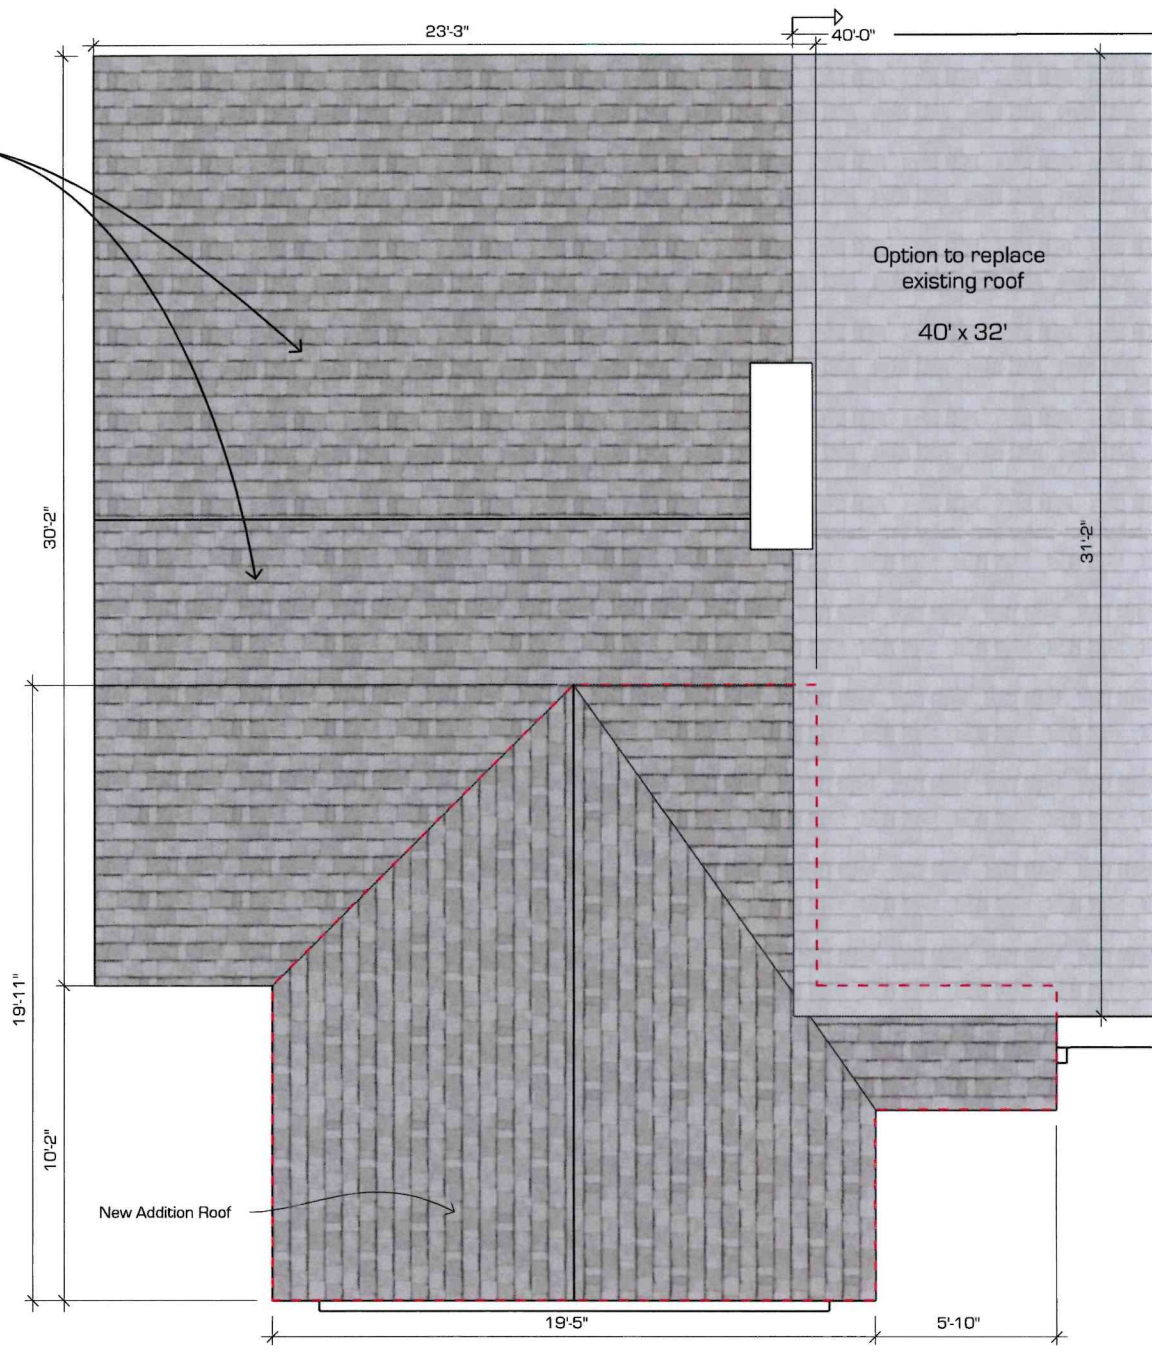 23'-3"
40'-0"
Option to replace
existing roof
40' x 32'
30'-2"
31'-2"
19'-11"
10'-2"
New Addition Roof
19'-5"
5'-10"